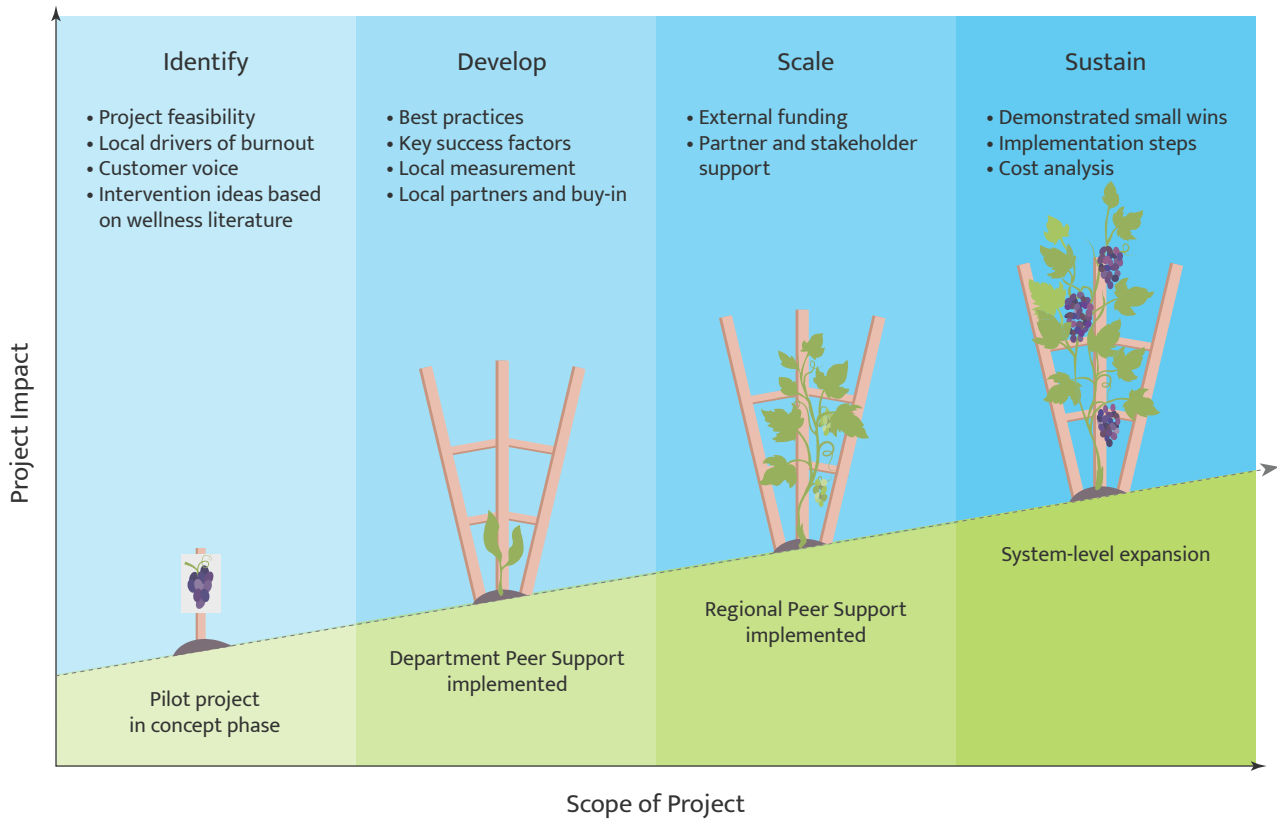 Project Impact
Identify
• Project feasibility
• Local drivers of burnout
• Customer voice
• Intervention ideas based
on wellness literature
Pilot project
in concept phase
Develop
• Best practices
• Key success factors
• Local measurement
• Local partners and buy-in
Department Peer Support
implemented
Scale
• External funding
• Partner and stakeholder
support
Regional Peer Support
implemented
Sustain
• Demonstrated small wins
• Implementation steps
• Cost analysis
System-level expansion
Scope of Project